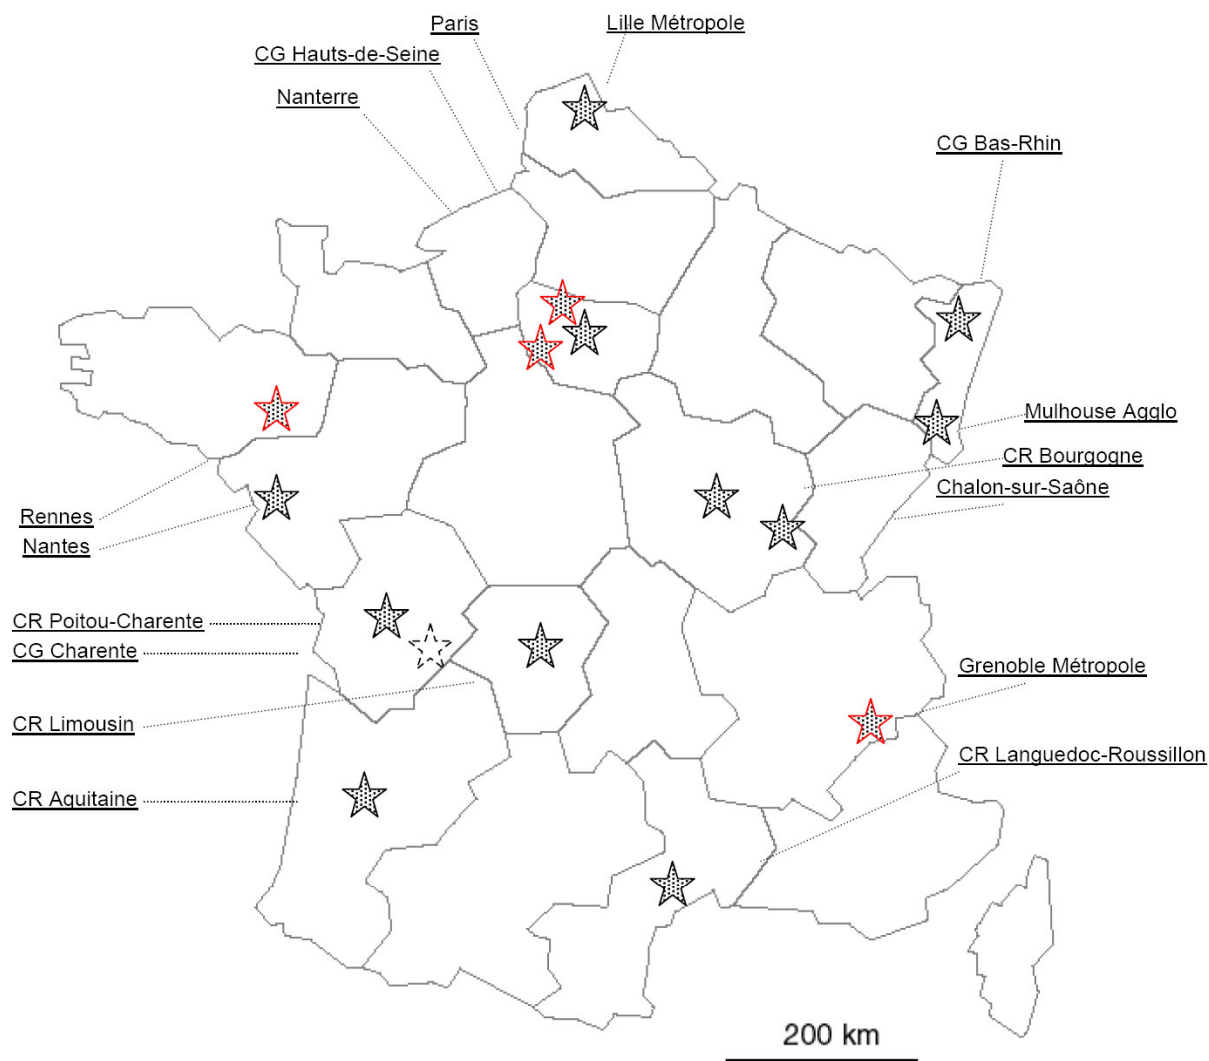 Paris
Lille Métropole
CG Hauts-de-Seine
Nanterre
CG Bas-Rhin
Mulhouse Agglo
CR Bourgogne
Chalon-sur-Saône
Rennes
Nantes
CR Poitou-Charente
CG Charente
Grenoble Métropole
CR Limousin
CR Languedoc-Roussillon
CR Aquitaine
200 km